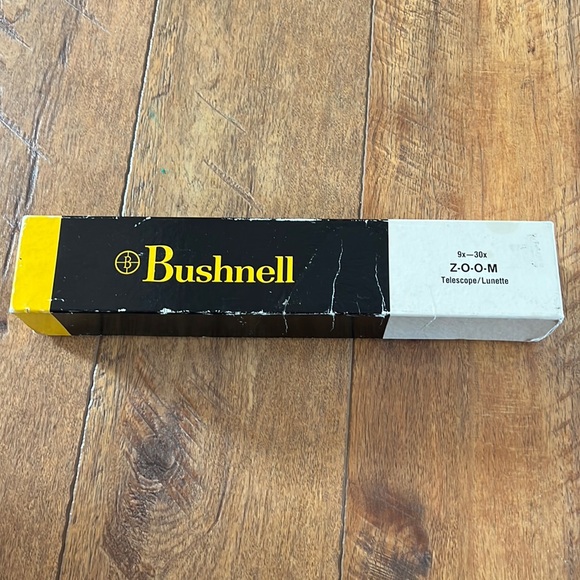 B
Bushnell
9x—30x
Z-O-O-M
Telescope/Lunette